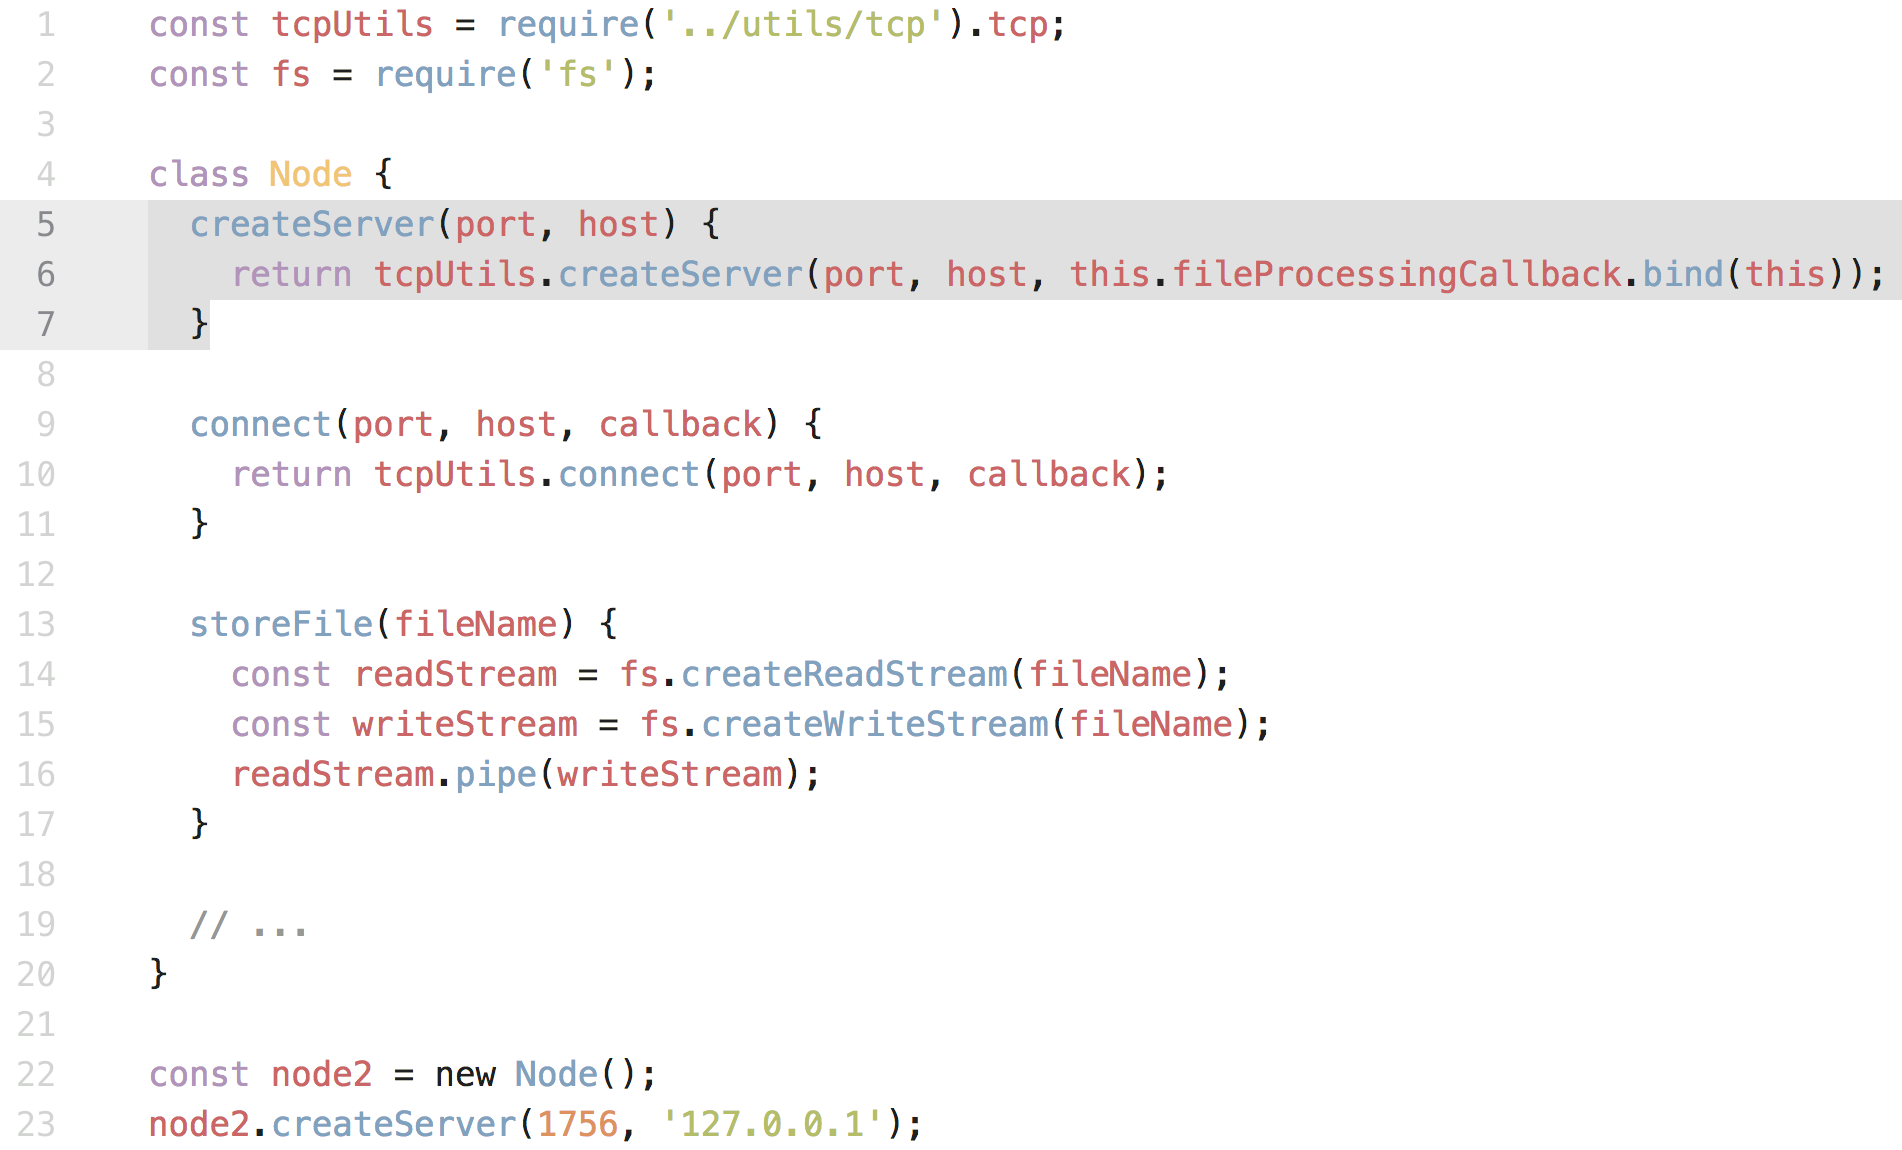 1 const tcpUtils = require('../utils/tcp').tcp;
2 const fs = require('fs');
3
4 class Node {
5   createServer(port, host) {
6     return tcpUtils.createServer(port, host, this.fileProcessingCallback.bind(this));
7   }
8
9   connect(port, host, callback) {
10     return tcpUtils.connect(port, host, callback);
11   }
12
13   storeFile(fileName) {
14     const readStream = fs.createReadStream(fileName);
15     const writeStream = fs.createWriteStream(fileName);
16     readStream.pipe(writeStream);
17   }
18
19   // ...
20 }
21
22 const node2 = new Node();
23 node2.createServer(1756, '127.0.0.1');